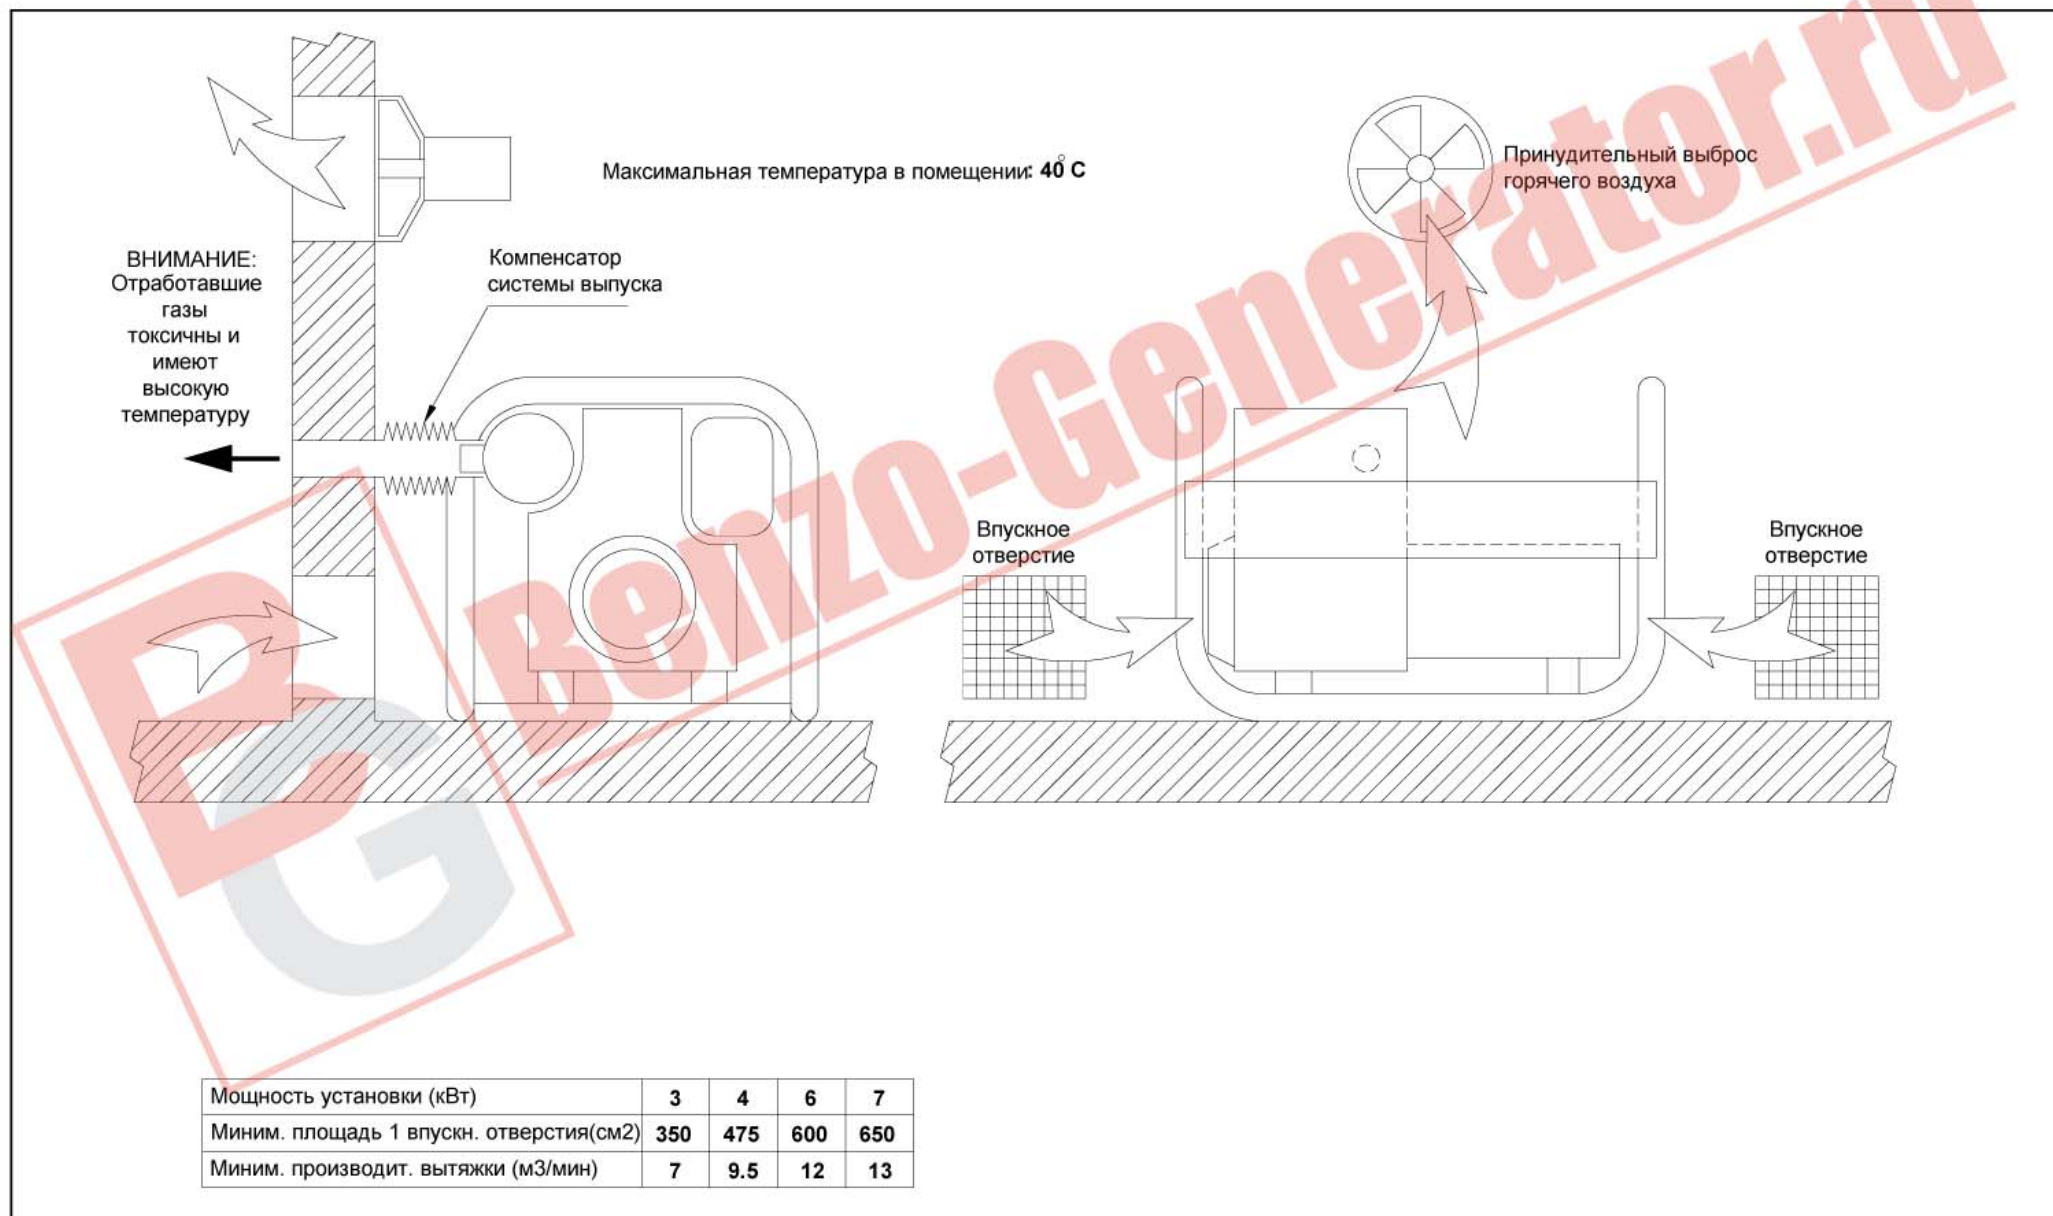 Максимальная температура в помещении: 40° C
Принудительный выброс
горячего воздуха
ВНИМАНИЕ:
Отработавшие
газы
токсичны и
имеют
высокую
температуру
Компенсатор
системы выпуска
Впускное
отверстие
Впускное
отверстие
Benzo-Generator.ru
BG
Мощность установки (кВт) 3 4 6 7
Миним. площадь 1 впускн. отверстия(см2) 350 475 600 650
Миним. производит. вытяжки (м3/мин) 7 9.5 12 13